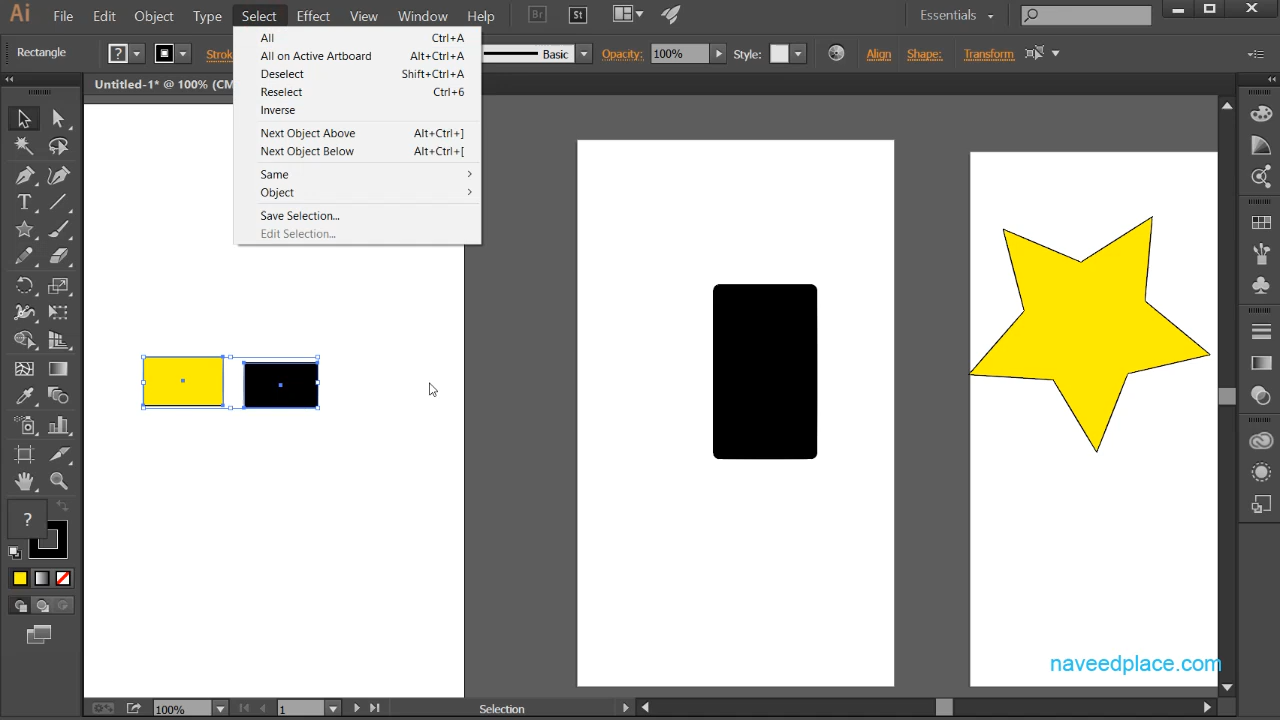 Ai File Edit Object Type Select Effect View Window Help Br St Essentials
Rectangle ? Strok Basic Opacity: 100% Style: Align Shape: Transform
Untitled-1* @ 100% (CM
All Ctrl+A
All on Active Artboard Alt+Ctrl+A
Deselect Shift+Ctrl+A
Reselect Ctrl+6
Inverse
Next Object Above Alt+Ctrl+]
Next Object Below Alt+Ctrl+[
Same
Object
Save Selection...
Edit Selection...
T
?
naveedplace.com
100% 1 Selection